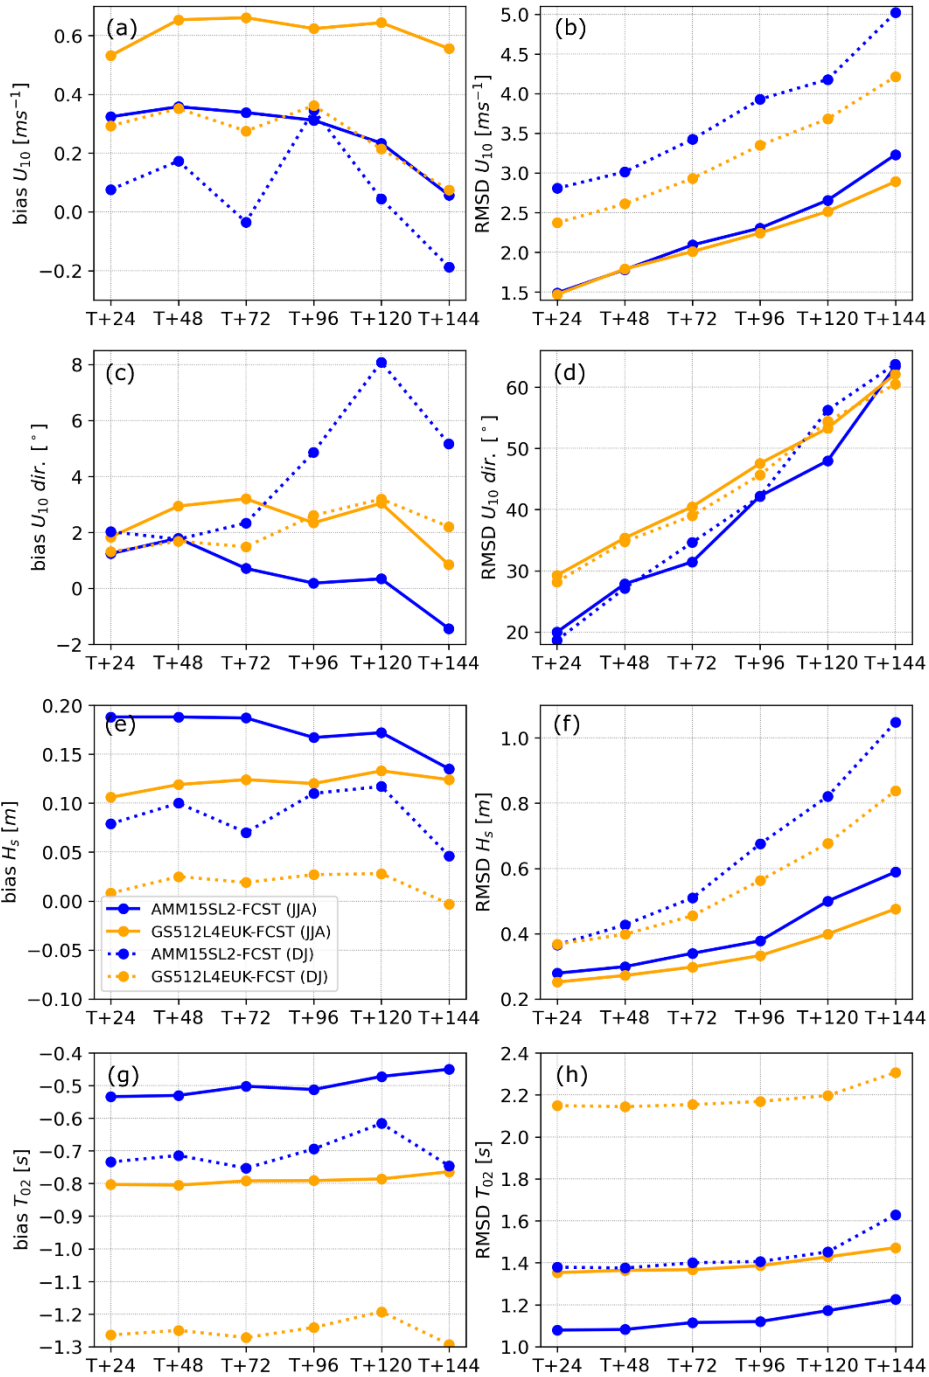 (a)
bias U10 [ms−1]
0.6
0.4
0.2
0.0
−0.2
T+24 T+48 T+72 T+96 T+120 T+144
(b)
RMSD U10 [ms−1]
5.0
4.5
4.0
3.5
3.0
2.5
2.0
1.5
T+24 T+48 T+72 T+96 T+120 T+144
(c)
bias U10 dir. [°]
8
6
4
2
0
−2
T+24 T+48 T+72 T+96 T+120 T+144
(d)
RMSD U10 dir. [°]
60
50
40
30
20
T+24 T+48 T+72 T+96 T+120 T+144
(e)
bias Hs [m]
0.20
0.15
0.10
0.05
0.00
−0.05
−0.10
AMM15SL2-FCST (JJA)
GS512L4EUK-FCST (JJA)
AMM15SL2-FCST (DJ)
GS512L4EUK-FCST (DJ)
T+24 T+48 T+72 T+96 T+120 T+144
(f)
RMSD Hs [m]
1.0
0.8
0.6
0.4
0.2
T+24 T+48 T+72 T+96 T+120 T+144
(g)
bias T02 [s]
−0.4
−0.5
−0.6
−0.7
−0.8
−0.9
−1.0
−1.1
−1.2
−1.3
T+24 T+48 T+72 T+96 T+120 T+144
(h)
RMSD T02 [s]
2.4
2.2
2.0
1.8
1.6
1.4
1.2
1.0
T+24 T+48 T+72 T+96 T+120 T+144